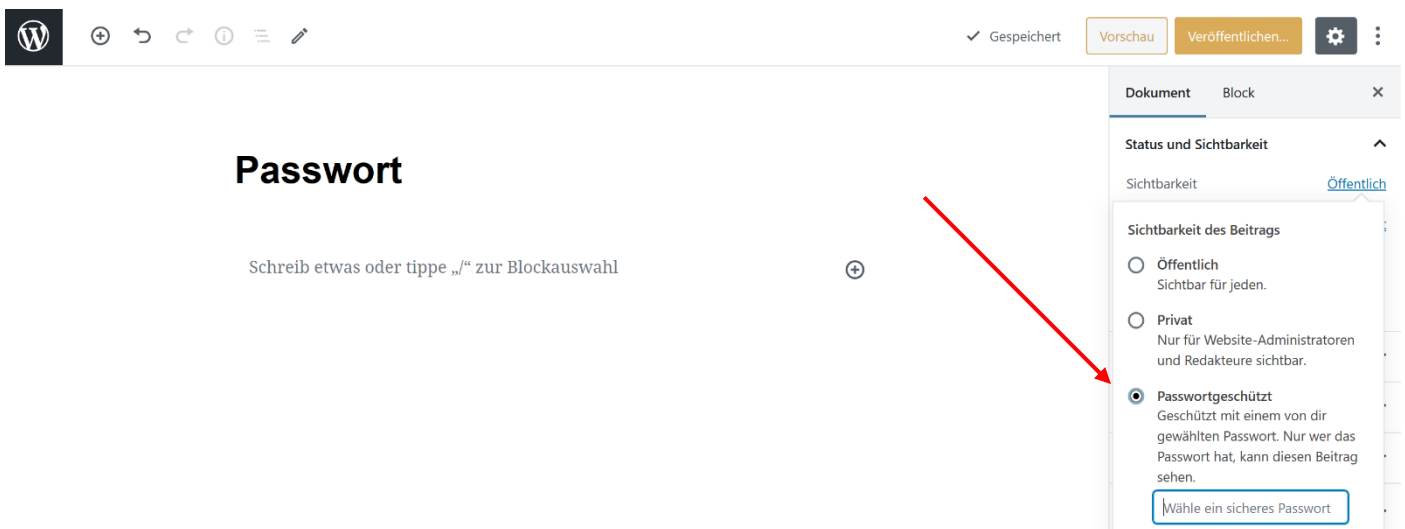 Gespeichert
Vorschau
Veröffentlichen...
Dokument
Block
Status und Sichtbarkeit
Sichtbarkeit
Öffentlich
Passwort
Schreib etwas oder tippe „/“ zur Blockauswahl
Sichtbarkeit des Beitrags
Öffentlich
Sichtbar für jeden.
Privat
Nur für Website-Administratoren
und Redakteure sichtbar.
Passwortgeschützt
Geschützt mit einem von dir
gewählten Passwort. Nur wer das
Passwort hat, kann diesen Beitrag
sehen.
Wähle ein sicheres Passwort